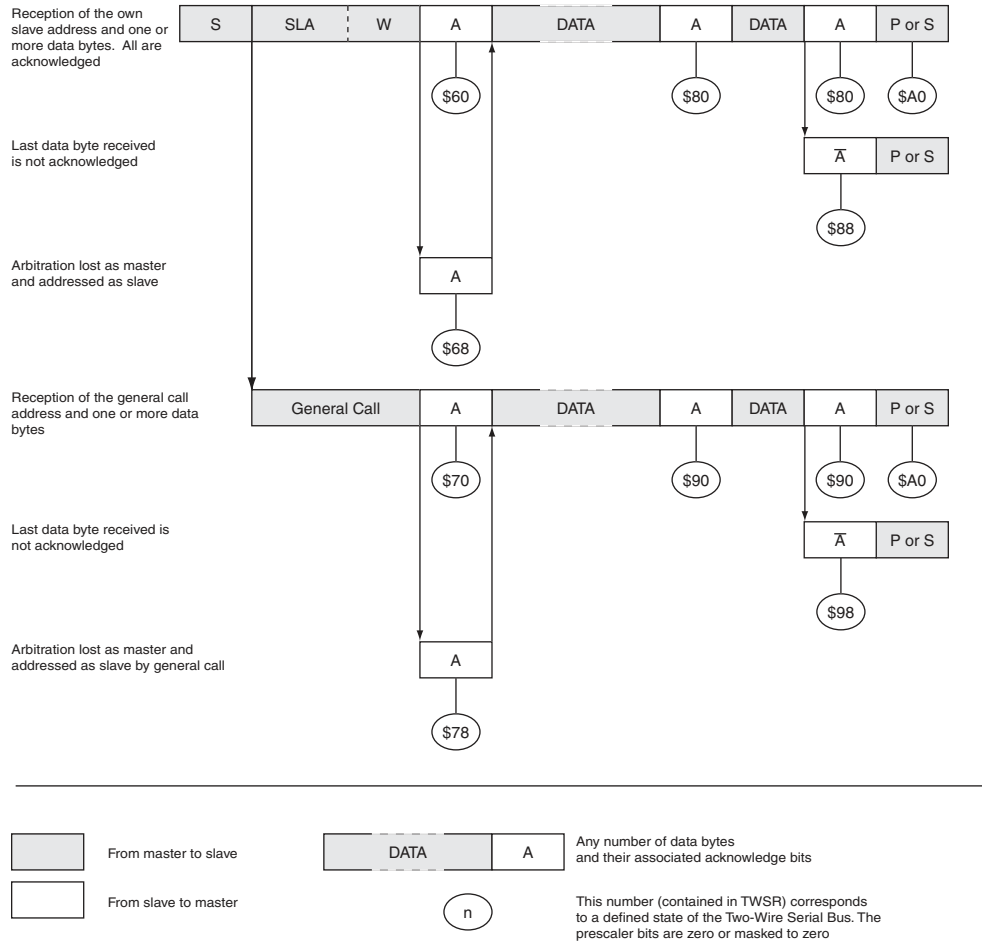 Reception of the own
slave address and one or
more data bytes. All are
acknowledged
S SLA W A DATA A DATA A P or S
$60 $80 $80 $A0
Last data byte received
is not acknowledged
A̅ P or S
$88
Arbitration lost as master
and addressed as slave
A
$68
Reception of the general call
address and one or more data
bytes
General Call A DATA A DATA A P or S
$70 $90 $90 $A0
Last data byte received is
not acknowledged
A̅ P or S
$98
Arbitration lost as master and
addressed as slave by general call
A
$78
From master to slave
DATA A
Any number of data bytes
and their associated acknowledge bits
From slave to master
n
This number (contained in TWSR) corresponds
to a defined state of the Two-Wire Serial Bus. The
prescaler bits are zero or masked to zero